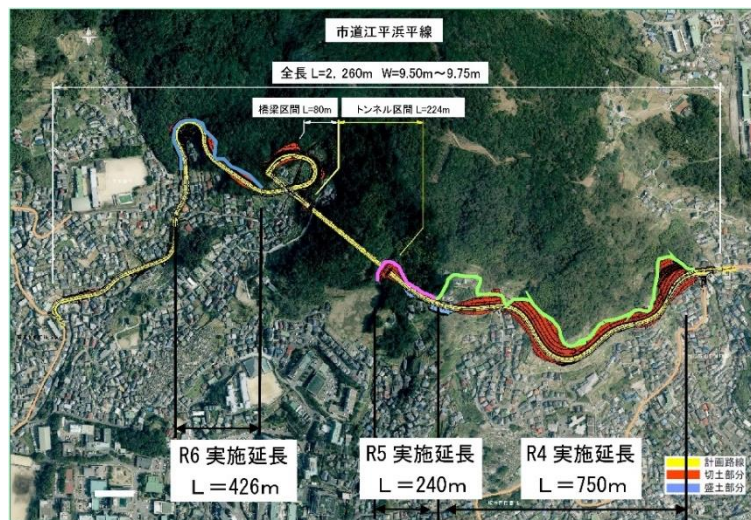 市道江平浜平線
全長 L=2, 260m W=9.50m～9.75m
橋梁区間 L=80m
トンネル区間 L=224m
R6 実施延長
L=426m
R5 実施延長
L=240m
R4 実施延長
L=750m
計画路線
切土部分
盛土部分